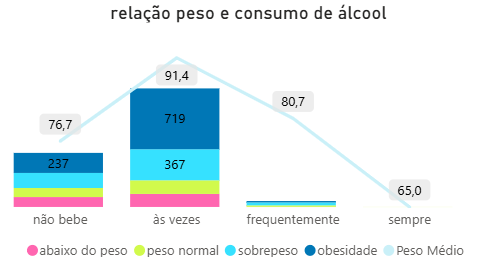 relação peso e consumo de álcool
91,4
80,7
76,7
719
237
367
65,0
não bebe às vezes frequentemente sempre
abaixo do peso peso normal sobrepeso obesidade Peso Médio